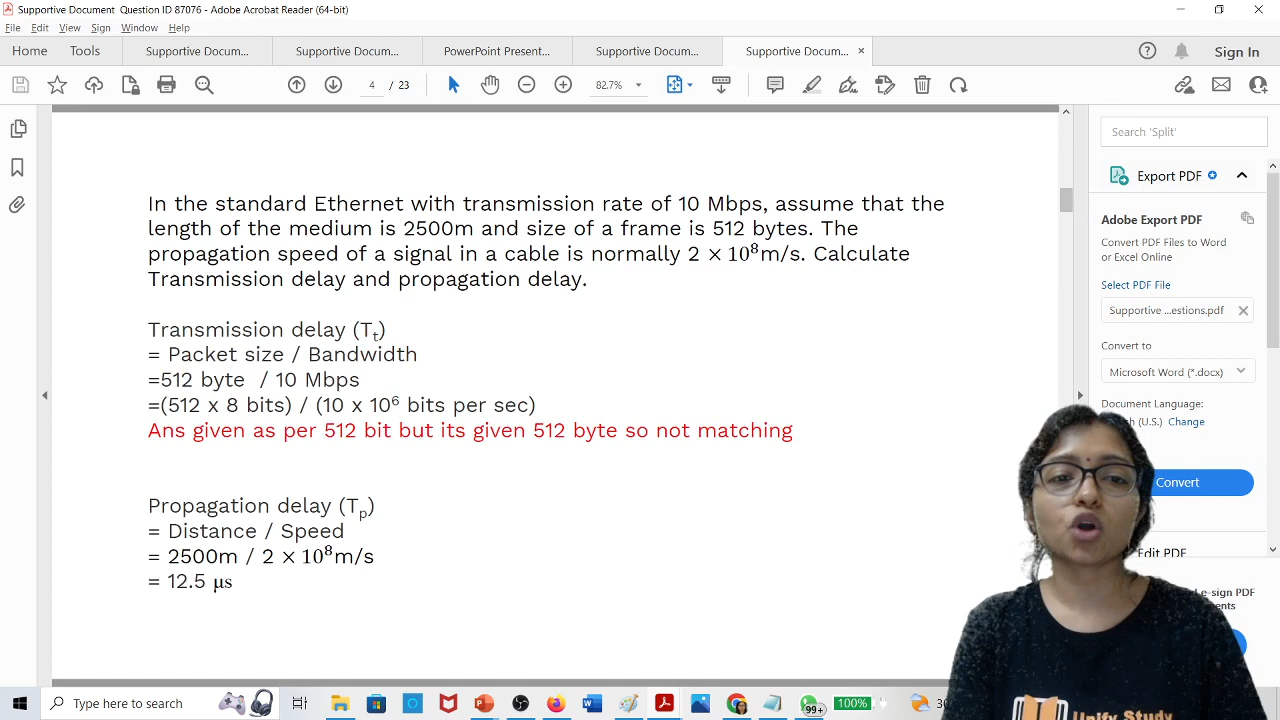 Supportive Document  Question ID 87076 - Adobe Acrobat Reader (64-bit)
File Edit View Sign Window Help
Home Tools Supportive Docum... Supportive Docum... PowerPoint Present... Supportive Docum... Supportive Docum... × Sign In
4 / 23 82.7%
Search 'Split'
Export PDF
Adobe Export PDF
Convert PDF Files to Word
or Excel Online
Select PDF File
Supportive ...estions.pdf
Convert to
Microsoft Word (*.docx)
Document Language:
(U.S.) Change
Convert
Edit PDF
e-sign PDF
In the standard Ethernet with transmission rate of 10 Mbps, assume that the
length of the medium is 2500m and size of a frame is 512 bytes. The
propagation speed of a signal in a cable is normally 2 × 10⁸m/s. Calculate
Transmission delay and propagation delay.
Transmission delay (Tₜ)
= Packet size / Bandwidth
=512 byte  / 10 Mbps
=(512 x 8 bits) / (10 x 10⁶ bits per sec)
Ans given as per 512 bit but its given 512 byte so not matching
Propagation delay (Tₚ)
= Distance / Speed
= 2500m / 2 × 10⁸m/s
= 12.5 μs
Unify Study
Type here to search
99+
100%